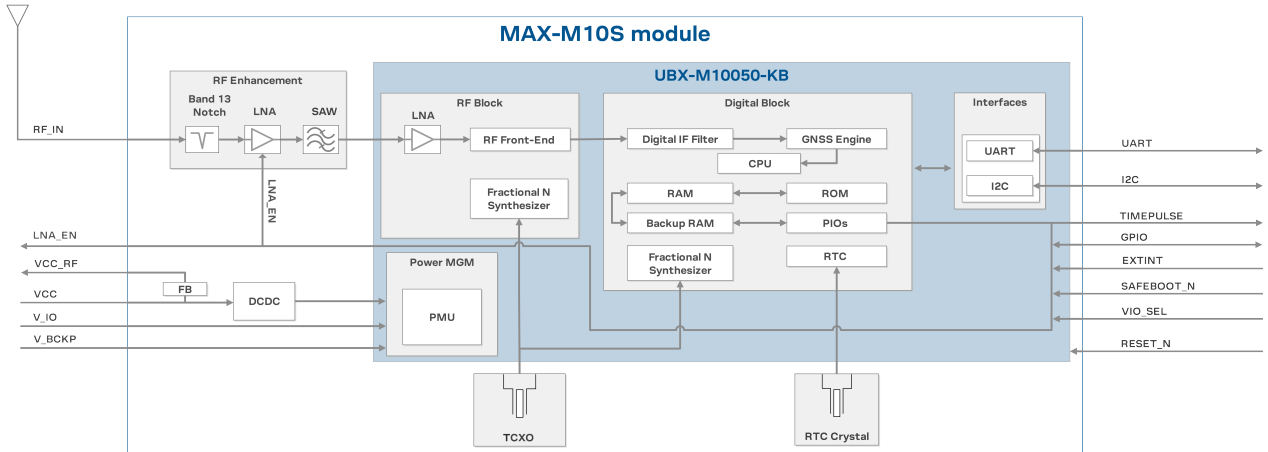 MAX-M10S module
UBX-M10050-KB
RF Enhancement
Band 13
Notch
LNA
SAW
RF_IN
LNA_EN
RF Block
LNA
RF Front-End
Fractional N
Synthesizer
Digital Block
Digital IF Filter
GNSS Engine
CPU
RAM
ROM
Backup RAM
PIOs
Fractional N
Synthesizer
RTC
Interfaces
UART
I2C
UART
I2C
TIMEPULSE
GPIO
EXTINT
SAFEBOOT_N
VIO_SEL
RESET_N
LNA_EN
VCC_RF
FB
VCC
DCDC
V_IO
V_BCKP
Power MGM
PMU
TCXO
RTC Crystal